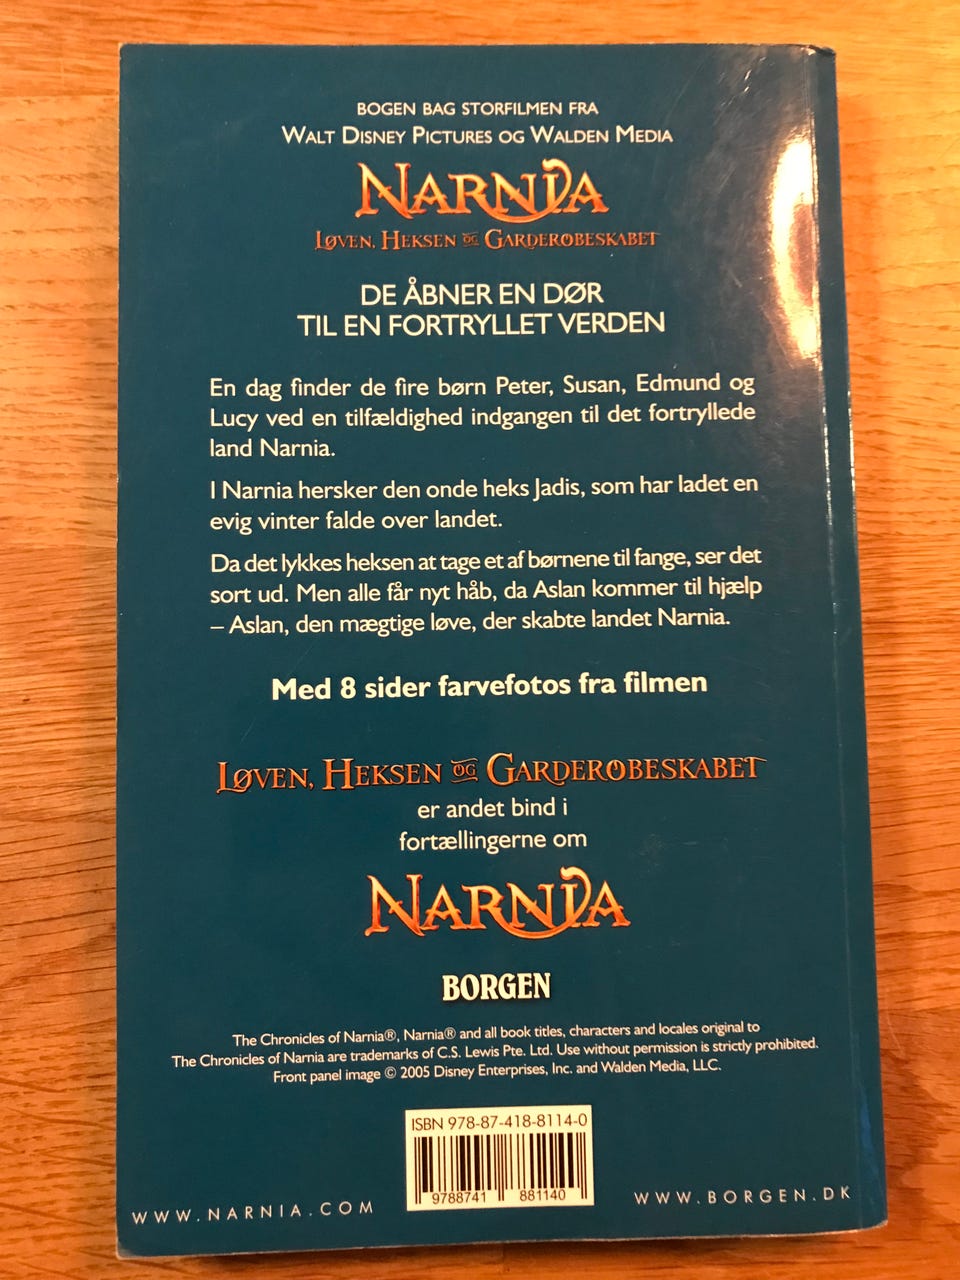 BOGEN BAG STORFILMEN FRA
WALT DISNEY PICTURES OG WALDEN MEDIA
NARNIA
LØVEN, HEKSEN OG GARDEROBESKABET
DE ÅBNER EN DØR
TIL EN FORTRYLLET VERDEN
En dag finder de fire børn Peter, Susan, Edmund og
Lucy ved en tilfældighed indgangen til det fortryllede
land Narnia.
I Narnia hersker den onde heks Jadis, som har ladet en
evig vinter falde over landet.
Da det lykkes heksen at tage et af børnene til fange, ser det
sort ud. Men alle får nyt håb, da Aslan kommer til hjælp
– Aslan, den mægtige løve, der skabte landet Narnia.
Med 8 sider farvefotos fra filmen
LØVEN, HEKSEN OG GARDEROBESKABET
er andet bind i
fortællingerne om
NARNIA
BORGEN
The Chronicles of Narnia®, Narnia® and all book titles, characters and locales original to
The Chronicles of Narnia are trademarks of C.S. Lewis Pte. Ltd. Use without permission is strictly prohibited.
Front panel image © 2005 Disney Enterprises, Inc. and Walden Media, LLC.
ISBN 978-87-418-8114-0
9788741 881140
WWW.NARNIA.COM
WWW.BORGEN.DK